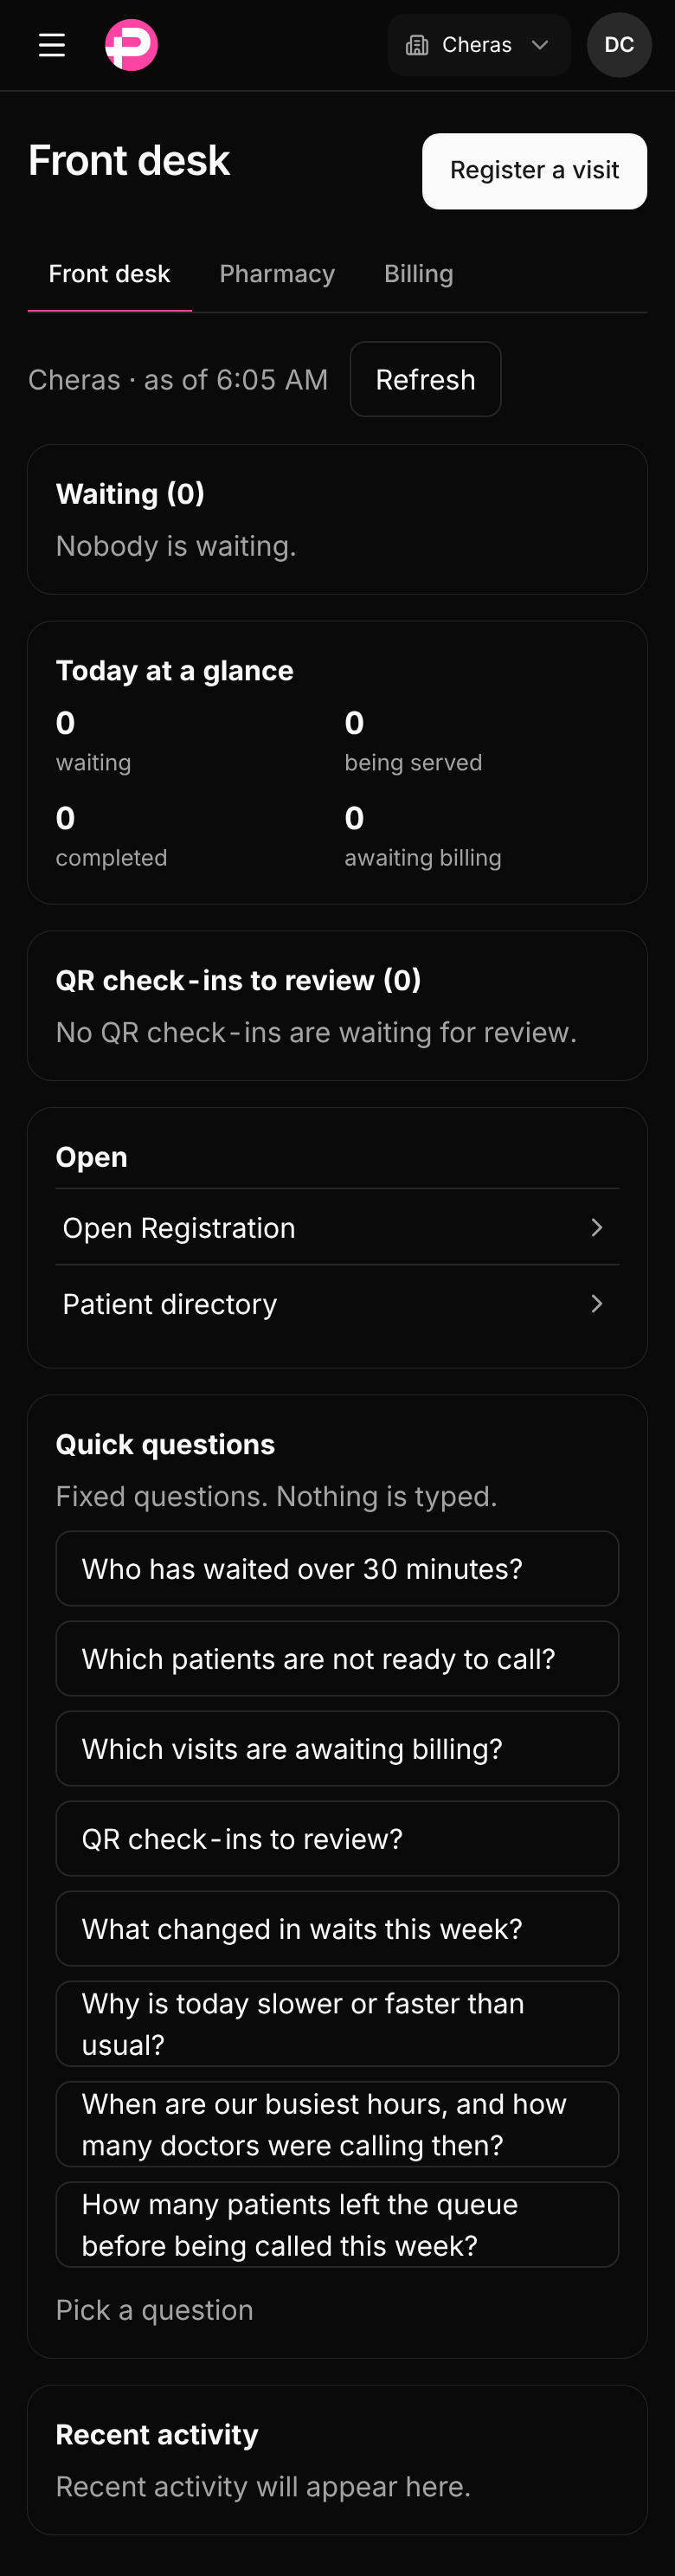 Cheras
DC
Front desk
Register a visit
Front desk
Pharmacy
Billing
Cheras · as of 6:05 AM
Refresh
Waiting (0)
Nobody is waiting.
Today at a glance
0
waiting
0
being served
0
completed
0
awaiting billing
QR check-ins to review (0)
No QR check-ins are waiting for review.
Open
Open Registration
Patient directory
Quick questions
Fixed questions. Nothing is typed.
Who has waited over 30 minutes?
Which patients are not ready to call?
Which visits are awaiting billing?
QR check-ins to review?
What changed in waits this week?
Why is today slower or faster than
usual?
When are our busiest hours, and how
many doctors were calling then?
How many patients left the queue
before being called this week?
Pick a question
Recent activity
Recent activity will appear here.